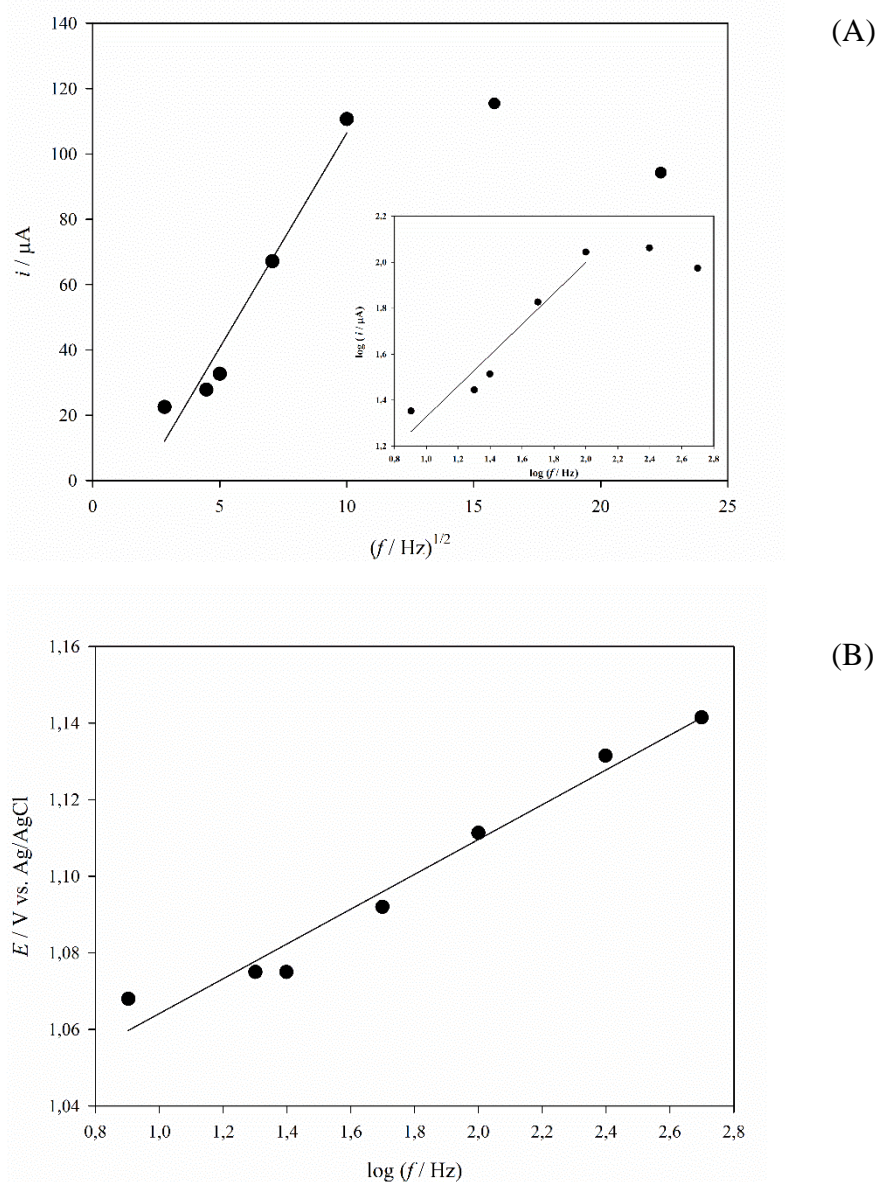 (A)
140
120
100
80
60
40
20
0
i / µA
0 5 10 15 20 25
(f / Hz)1/2
2,2
2,0
1,8
1,6
1,4
1,2
log ( i / µA)
0,8 1,0 1,2 1,4 1,6 1,8 2,0 2,2 2,4 2,6 2,8
log (f / Hz)
(B)
1,16
1,14
1,12
1,10
1,08
1,06
1,04
E / V vs. Ag/AgCl
0,8 1,0 1,2 1,4 1,6 1,8 2,0 2,2 2,4 2,6 2,8
log (f / Hz)